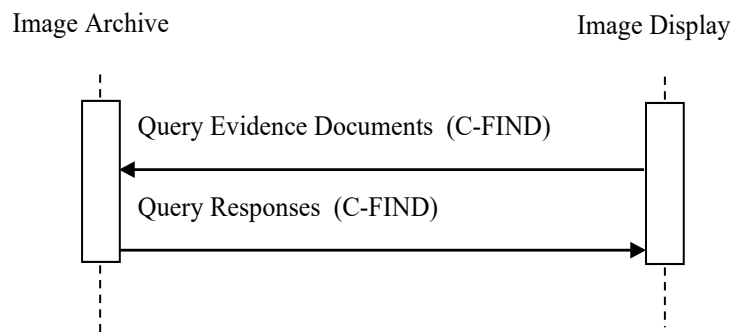 Image Archive
Image Display
Query Evidence Documents (C-FIND)
Query Responses (C-FIND)